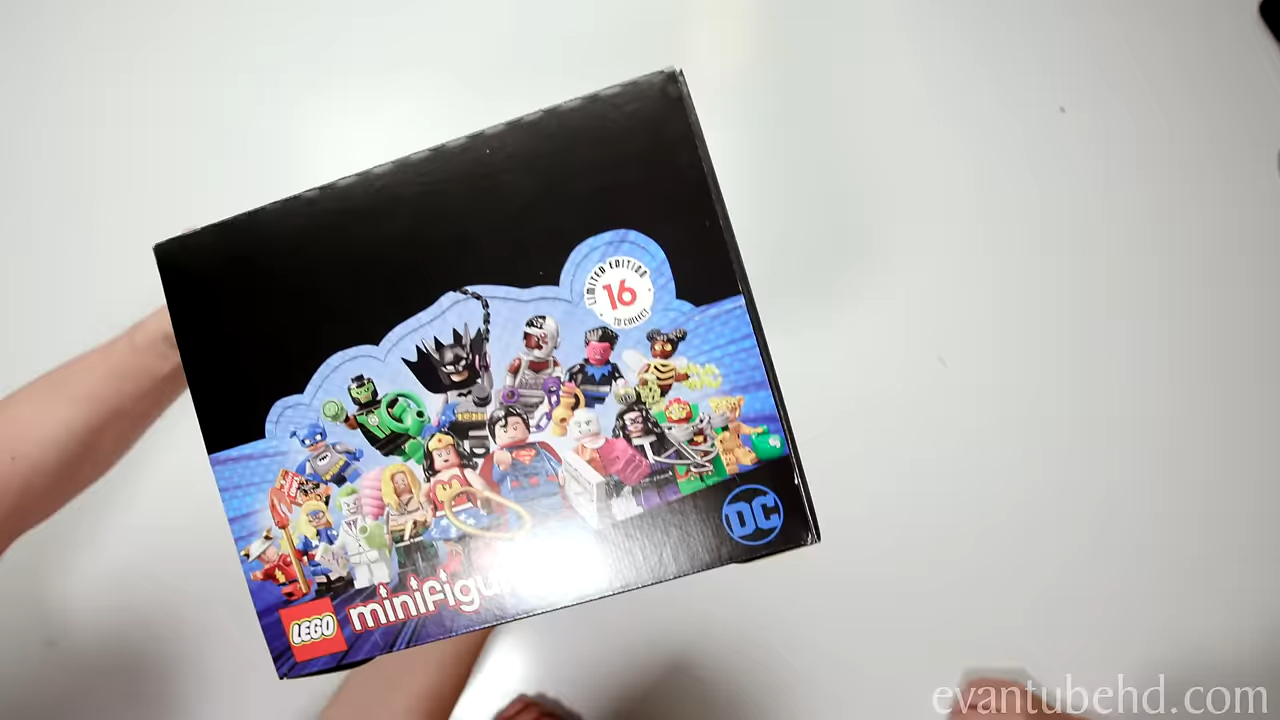 LIMITED EDITION
16
TO COLLECT
DC
LEGO
minifigu
evantubehd.com